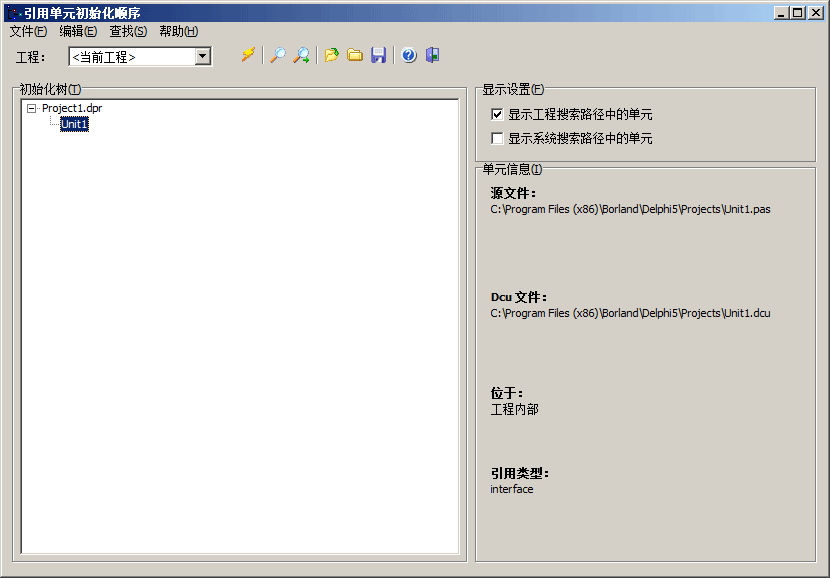 引用单元初始化顺序
文件(F) 编辑(E) 查找(S) 帮助(H)
工程： <当前工程>
初始化树(T)
Project1.dpr
Unit1
显示设置(F)
显示工程搜索路径中的单元
显示系统搜索路径中的单元
单元信息(I)
源文件：
C:\Program Files (x86)\Borland\Delphi5\Projects\Unit1.pas
Dcu 文件：
C:\Program Files (x86)\Borland\Delphi5\Projects\Unit1.dcu
位于：
工程内部
引用类型：
interface